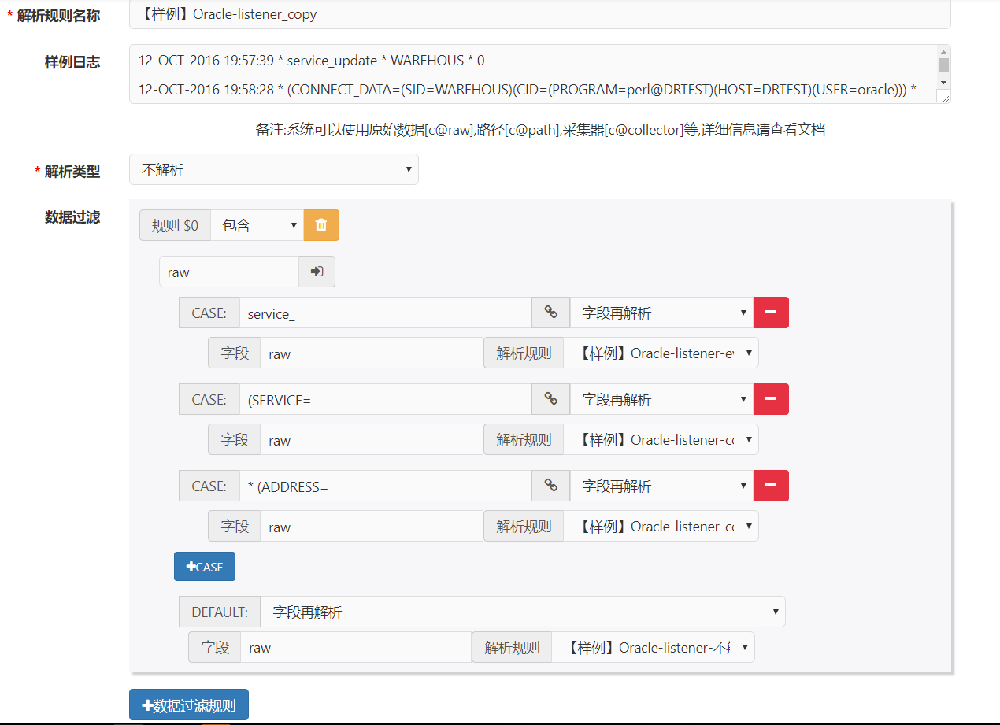 * 解析规则名称 【样例】Oracle-listener_copy
样例日志 12-OCT-2016 19:57:39 * service_update * WAREHOUS * 0
12-OCT-2016 19:58:28 * (CONNECT_DATA=(SID=WAREHOUS)(CID=(PROGRAM=perl@DRTEST)(HOST=DRTEST)(USER=oracle))) *
备注:系统可以使用原始数据[c@raw],路径[c@path],采集器[c@collector]等,详细信息请查看文档
* 解析类型 不解析
数据过滤 规则 $0 包含
raw
CASE: service_ 字段再解析
字段 raw 解析规则 【样例】Oracle-listener-ev
CASE: (SERVICE= 字段再解析
字段 raw 解析规则 【样例】Oracle-listener-co
CASE: * (ADDRESS= 字段再解析
字段 raw 解析规则 【样例】Oracle-listener-co
CASE
DEFAULT: 字段再解析
字段 raw 解析规则 【样例】Oracle-listener-不
数据过滤规则